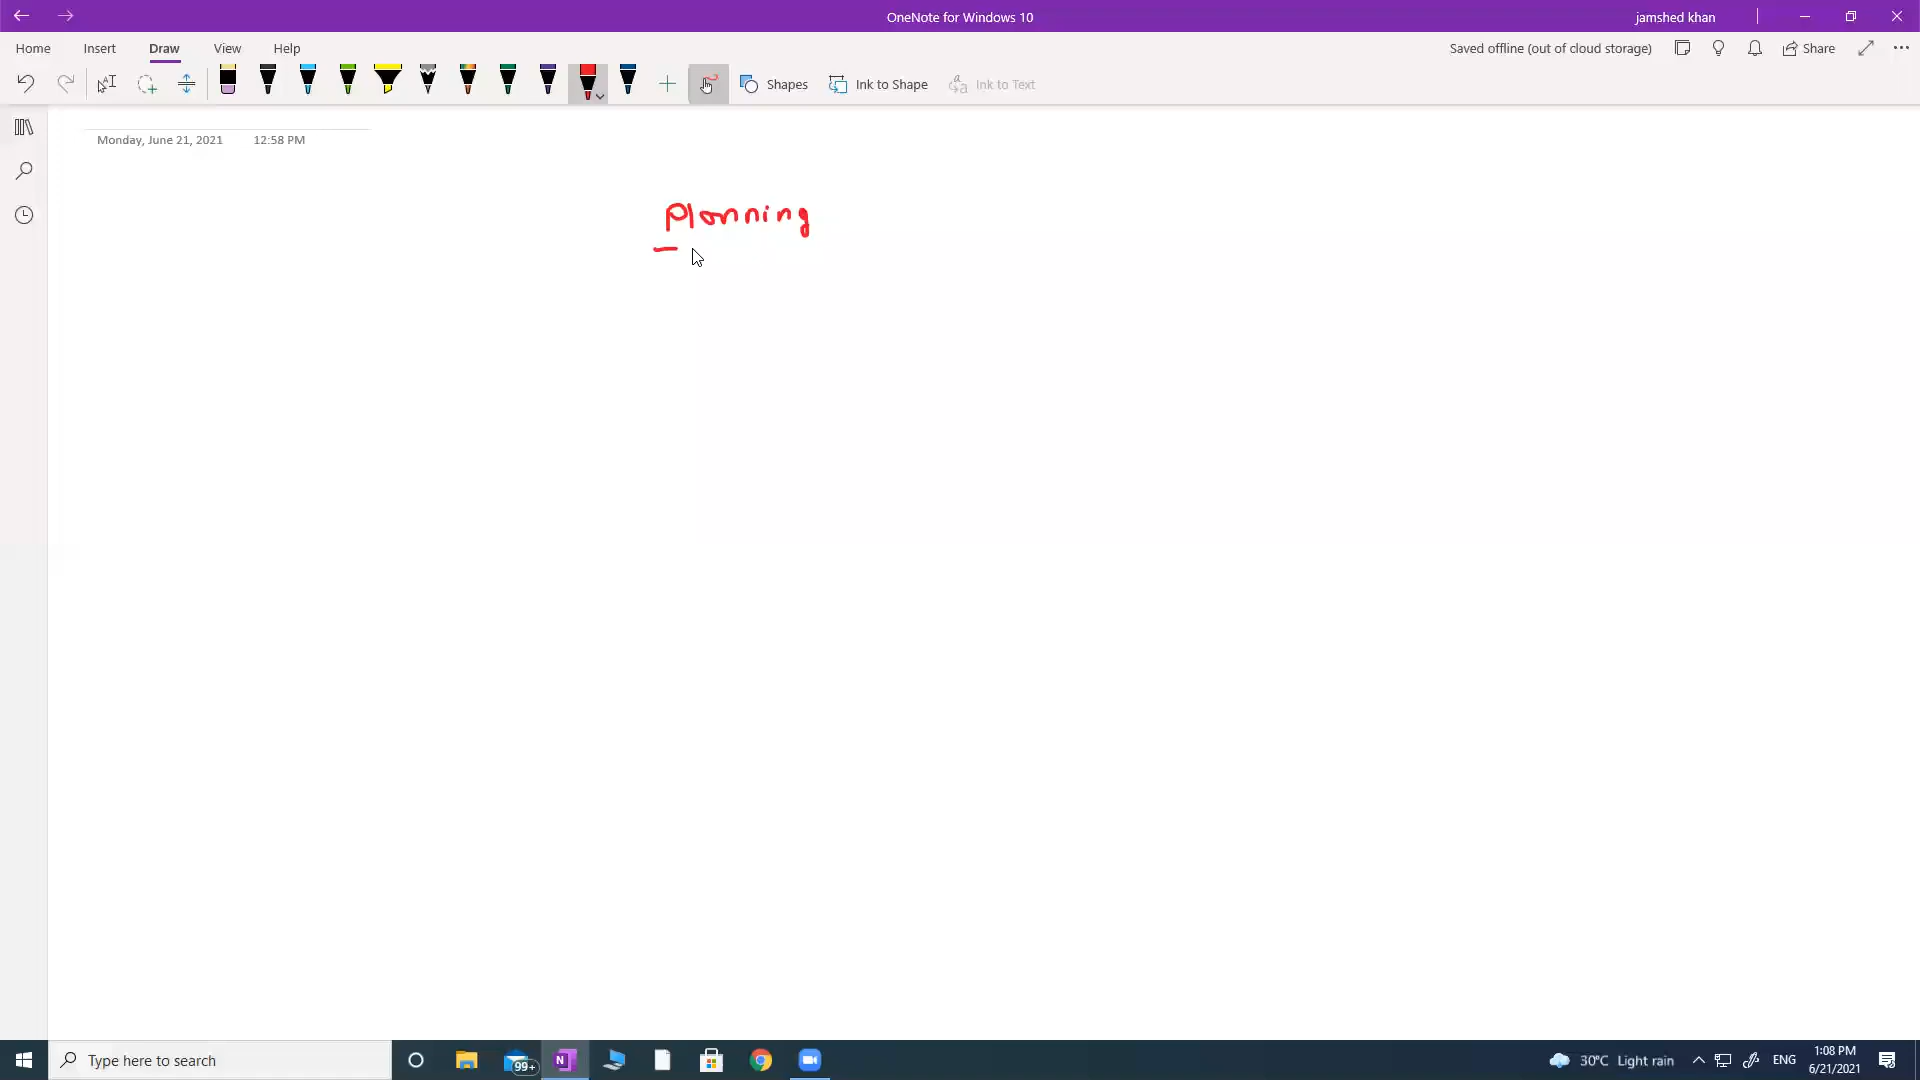 OneNote for Windows 10
jamshed khan
Home Insert Draw View Help
Saved offline (out of cloud storage)
Share
Shapes
Ink to Shape
Ink to Text
Monday, June 21, 2021 12:58 PM
Planning
Type here to search
99+
30°C Light rain
ENG
1:08 PM
6/21/2021